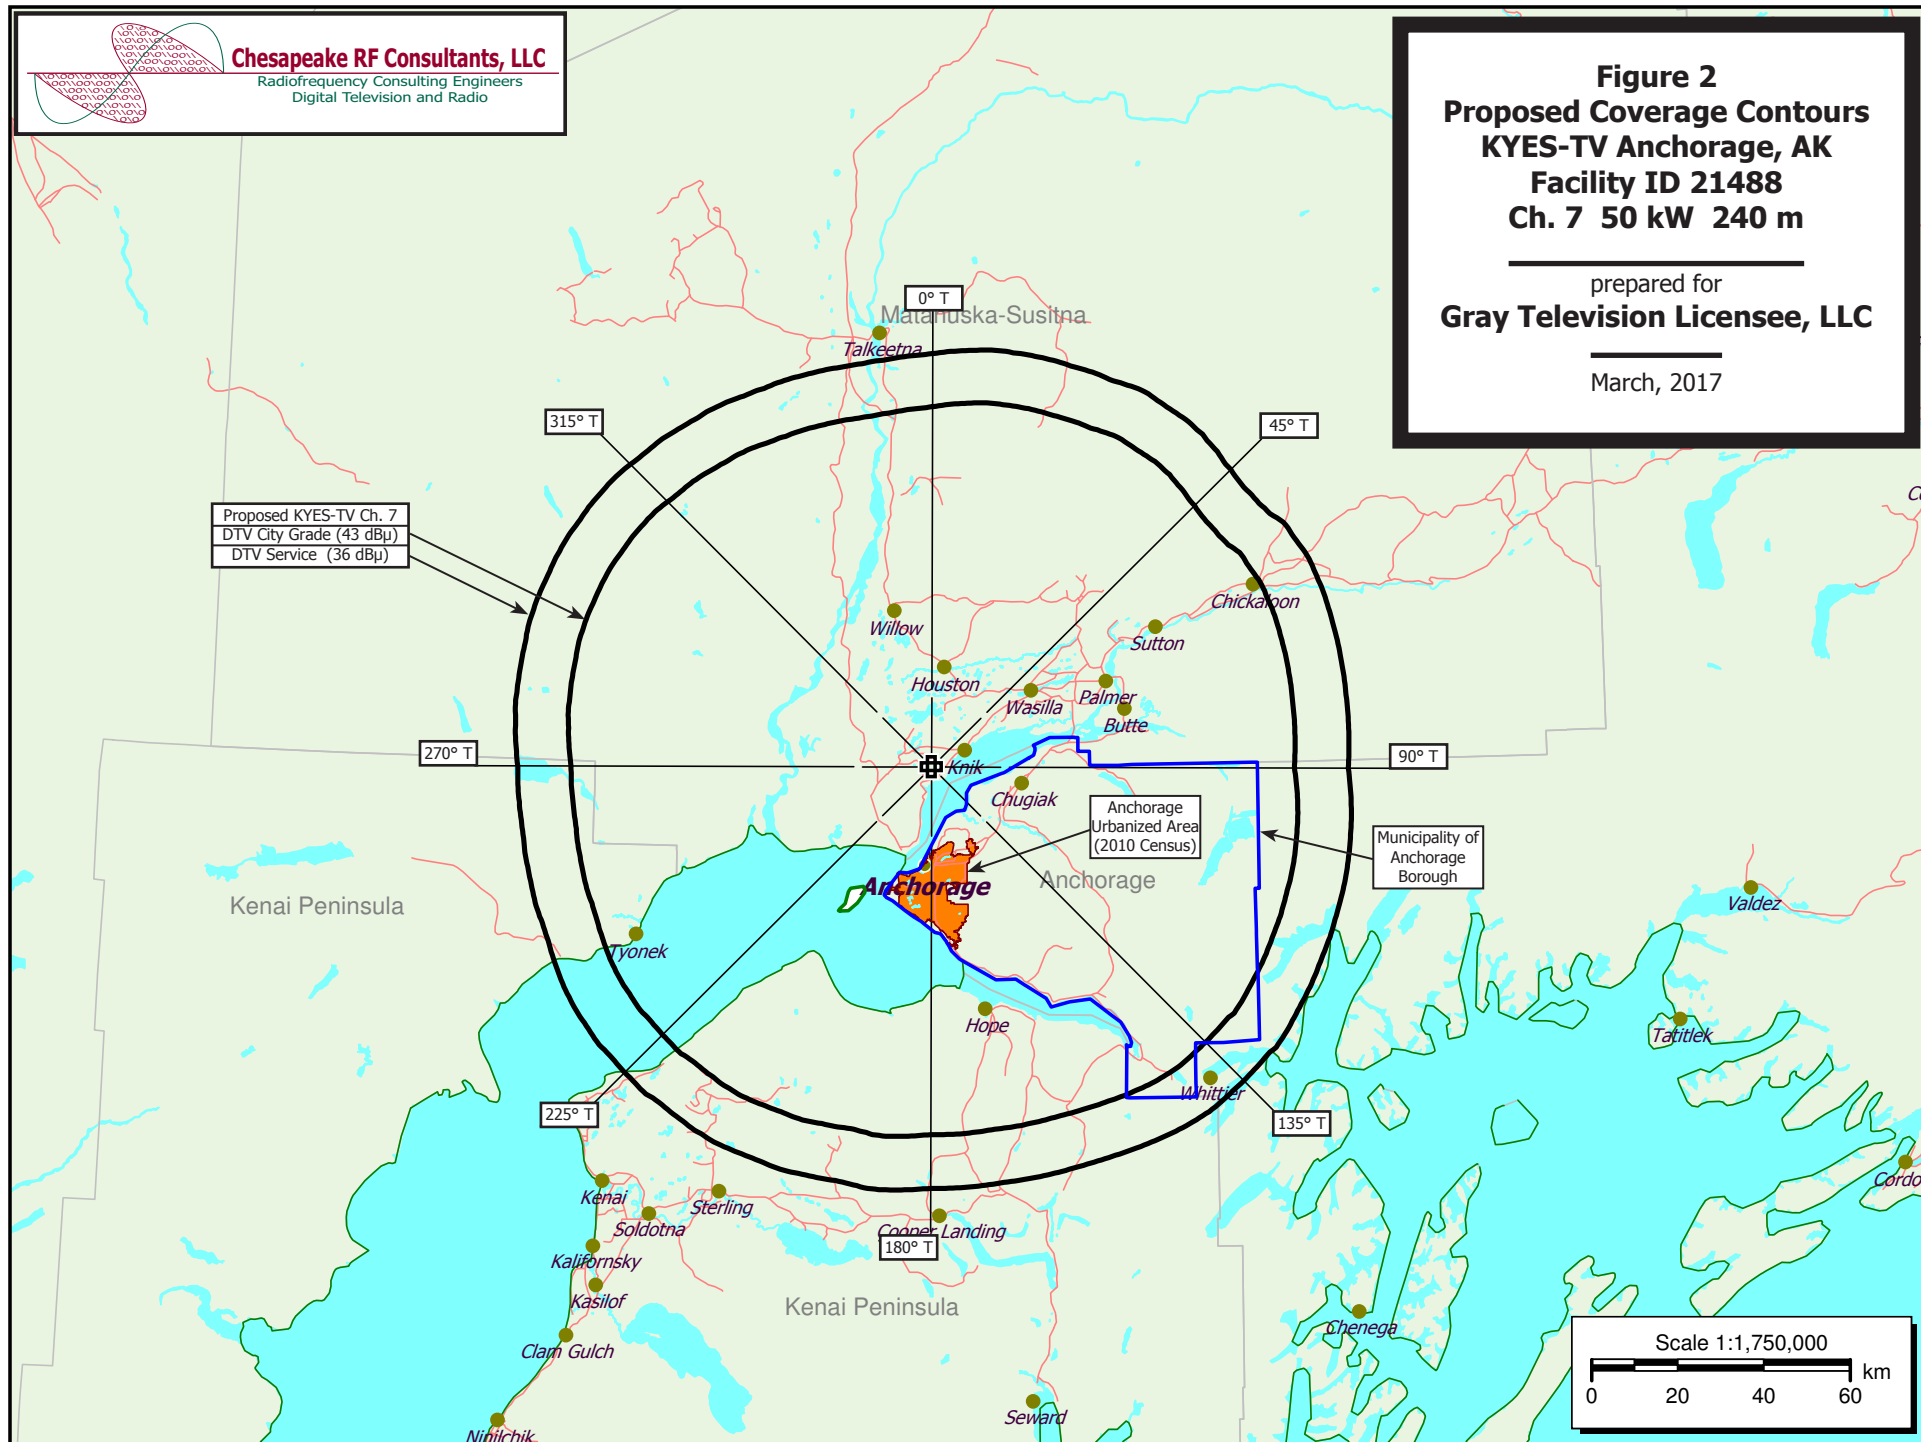 Chesapeake RF Consultants, LLC
Radiofrequency Consulting Engineers
Digital Television and Radio
Figure 2
Proposed Coverage Contours
KYES-TV Anchorage, AK
Facility ID 21488
Ch. 7  50 kW  240 m
prepared for
Gray Television Licensee, LLC
March, 2017
0° T
Matanuska-Susitna
Talkeetna
315° T
45° T
Proposed KYES-TV Ch. 7
DTV City Grade (43 dBµ)
DTV Service  (36 dBµ)
Chickaloon
Willow
Sutton
Houston
Palmer
Wasilla
Butte
270° T
Knik
90° T
Chugiak
Anchorage
Urbanized Area
(2010 Census)
Municipality of
Anchorage
Borough
Anchorage
Anchorage
Kenai Peninsula
Valdez
Tyonek
Hope
Tatitlek
Whittier
225° T
135° T
Kenai
Sterling
Soldotna
Cooper Landing
180° T
Kalifornsky
Kasilof
Kenai Peninsula
Chenega
Clam Gulch
Seward
Ninilchik
Cordo
Scale 1:1,750,000
km
0 20 40 60